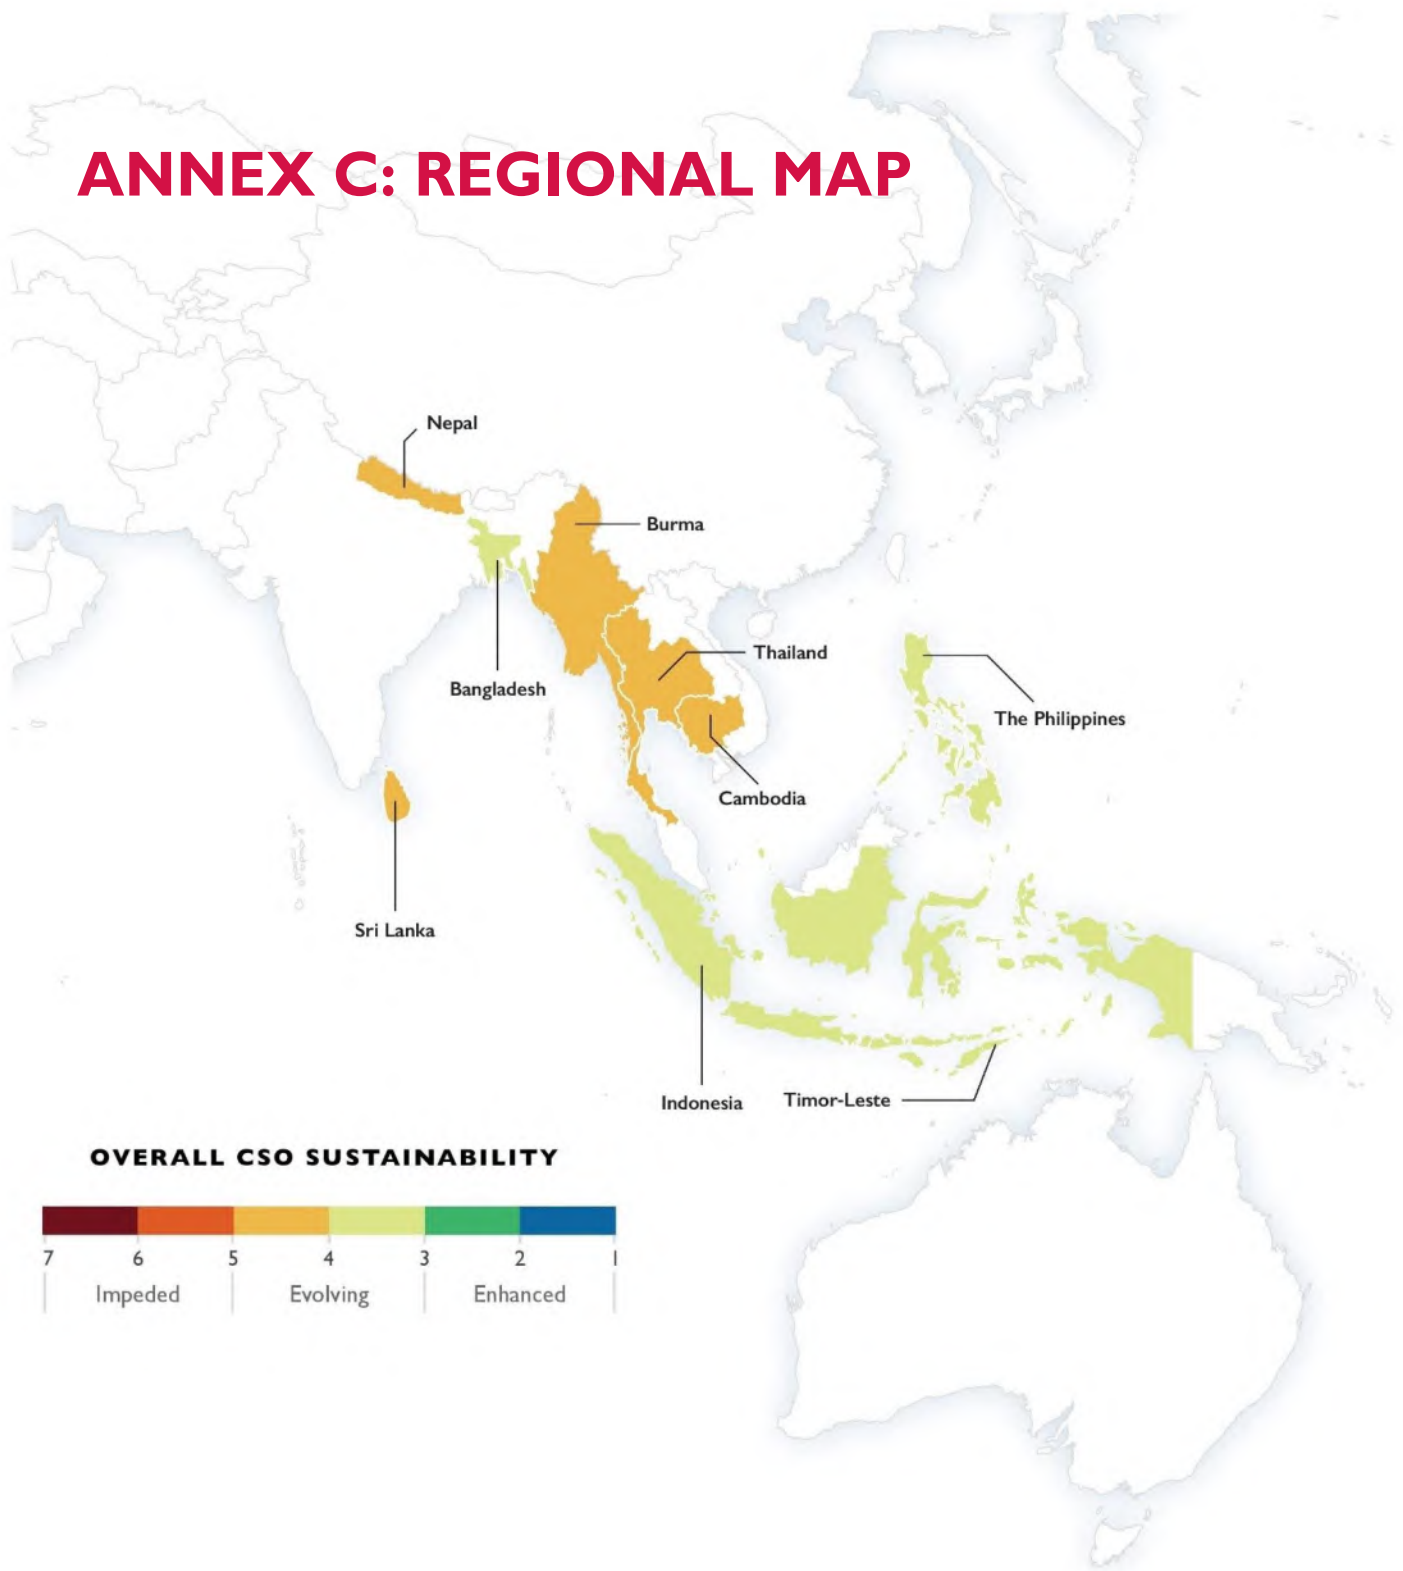 ANNEX C: REGIONAL MAP
Nepal
Burma
Thailand
Bangladesh
The Philippines
Cambodia
Sri Lanka
Indonesia
Timor-Leste
OVERALL CSO SUSTAINABILITY
7 6 5 4 3 2 1
Impeded Evolving Enhanced